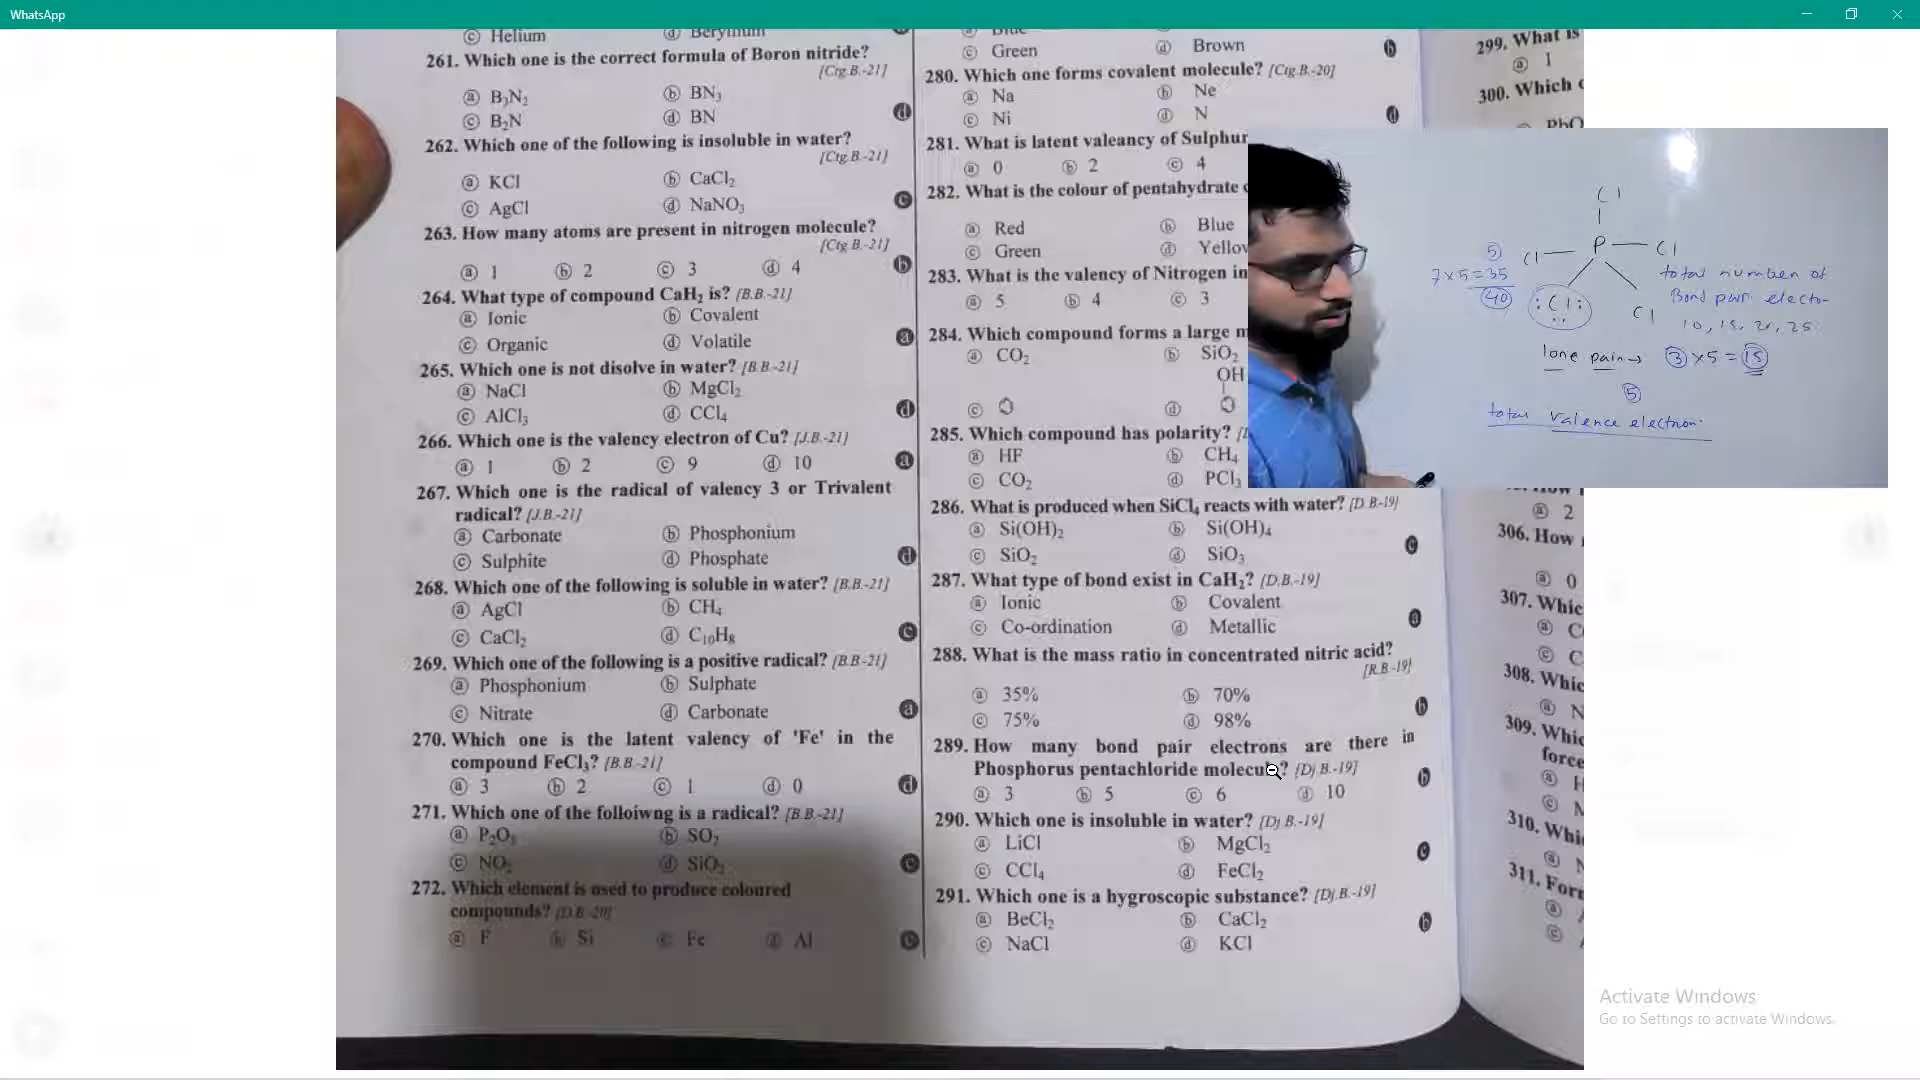 WhatsApp
ⓒ Helium ⓓ Beryllium
261. Which one is the correct formula of Boron nitride?
[Ctg.B.-21]
ⓐ B₃N₂ ⓑ BN₃
ⓒ B₂N ⓓ BN
d
262. Which one of the following is insoluble in water?
[Ctg.B.-21]
ⓐ KCl ⓑ CaCl₂
ⓒ AgCl ⓓ NaNO₃
c
263. How many atoms are present in nitrogen molecule?
[Ctg.B.-21]
ⓐ 1 ⓑ 2 ⓒ 3 ⓓ 4
b
264. What type of compound CaH₂ is? [B.B.-21]
ⓐ Ionic ⓑ Covalent
ⓒ Organic ⓓ Volatile
a
265. Which one is not disolve in water? [B.B.-21]
ⓐ NaCl ⓑ MgCl₂
ⓒ AlCl₃ ⓓ CCl₄
d
266. Which one is the valency electron of Cu? [J.B.-21]
ⓐ 1 ⓑ 2 ⓒ 9 ⓓ 10
a
267. Which one is the radical of valency 3 or Trivalent
radical? [J.B.-21]
ⓐ Carbonate ⓑ Phosphonium
ⓒ Sulphite ⓓ Phosphate
d
268. Which one of the following is soluble in water? [B.B.-21]
ⓐ AgCl ⓑ CH₄
ⓒ CaCl₂ ⓓ C₁₀H₈
c
269. Which one of the following is a positive radical? [B.B-21]
ⓐ Phosphonium ⓑ Sulphate
ⓒ Nitrate ⓓ Carbonate
a
270. Which one is the latent valency of 'Fe' in the
compound FeCl₃? [B.B-21]
ⓐ 3 ⓑ 2 ⓒ 1 ⓓ 0
d
271. Which one of the folloiwng is a radical? [B.B.-21]
ⓐ P₂O₅ ⓑ SO₂
ⓒ NO₂ ⓓ SiO₂
c
272. Which element is used to produce coloured
compounds? [D.B-20]
ⓐ F ⓑ Si ⓒ Fe ⓓ Al
c
ⓐ Blue
ⓒ Green ⓓ Brown
b
280. Which one forms covalent molecule? [Ctg.B.-20]
ⓐ Na ⓑ Ne
ⓒ Ni ⓓ N
d
281. What is latent valeancy of Sulphur
ⓐ 0 ⓑ 2 ⓒ 4
282. What is the colour of pentahydrate
ⓐ Red ⓑ Blue
ⓒ Green ⓓ Yellow
283. What is the valency of Nitrogen in
ⓐ 5 ⓑ 4 ⓒ 3
284. Which compound forms a large m
ⓐ CO₂ ⓑ SiO₂
OH
ⓒ ⓓ
285. Which compound has polarity?
ⓐ HF ⓑ CH₄
ⓒ CO₂ ⓓ PCl₃
286. What is produced when SiCl₄ reacts with water? [D.B-19]
ⓐ Si(OH)₂ ⓑ Si(OH)₄
ⓒ SiO₂ ⓓ SiO₃
c
287. What type of bond exist in CaH₂? [D.B.-19]
ⓐ Ionic ⓑ Covalent
ⓒ Co-ordination ⓓ Metallic
a
288. What is the mass ratio in concentrated nitric acid?
[R.B-19]
ⓐ 35% ⓑ 70%
ⓒ 75% ⓓ 98%
b
289. How many bond pair electrons are there in
Phosphorus pentachloride molecule? [Dj.B.-19]
ⓐ 3 ⓑ 5 ⓒ 6 ⓓ 10
b
290. Which one is insoluble in water? [Dj.B.-19]
ⓐ LiCl ⓑ MgCl₂
ⓒ CCl₄ ⓓ FeCl₂
c
291. Which one is a hygroscopic substance? [Dj.B.-19]
ⓐ BeCl₂ ⓑ CaCl₂
ⓒ NaCl ⓓ KCl
b
299. What is
ⓐ 1
300. Which
PbO
ⓐ 2
306. How
ⓐ 0
307. Whic
ⓐ C
ⓒ C
308. Whic
ⓐ N
309. Whic
force
ⓐ H
ⓒ M
310. Whi
ⓐ N
311. For
ⓐ
ⓒ
Cl
Cl P Cl
5
7×5=35
40
:Cl:
Cl
total number of
Bond pair electo-
10, 15, 20, 25
lone pair → 3×5=15
5
total valence electron.
Activate Windows
Go to Settings to activate Windows.